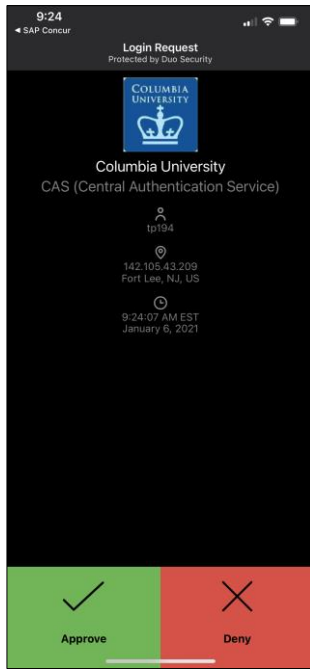 9:24
◀ SAP Concur
Login Request
Protected by Duo Security
COLUMBIA
UNIVERSITY
Columbia University
CAS (Central Authentication Service)
tp194
142.105.43.209
Fort Lee, NJ, US
9:24:07 AM EST
January 6, 2021
Approve
Deny